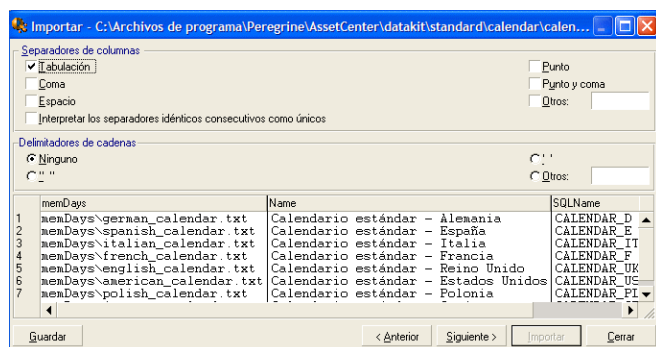 Importar - C:\Archivos de programa\Peregrine\AssetCenter\datakit\standard\calendar\calen...
Separadores de columnas
Tabulación
Punto
Coma
Punto y coma
Espacio
Otros:
Interpretar los separadores idénticos consecutivos como únicos
Delimitadores de cadenas
Ninguno
' '
" "
Otros:
memDays Name SQLName
1 memDays\german_calendar.txt Calendario estándar - Alemania CALENDAR_D
2 memDays\spanish_calendar.txt Calendario estándar - España CALENDAR_E
3 memDays\italian_calendar.txt Calendario estándar - Italia CALENDAR_IT
4 memDays\french_calendar.txt Calendario estándar - Francia CALENDAR_F
5 memDays\english_calendar.txt Calendario estándar - Reino Unido CALENDAR_UK
6 memDays\american_calendar.txt Calendario estándar - Estados Unidos CALENDAR_US
7 memDays\polish_calendar.txt Calendario estándar - Polonia CALENDAR_PL
Guardar
< Anterior
Siguiente >
Importar
Cerrar